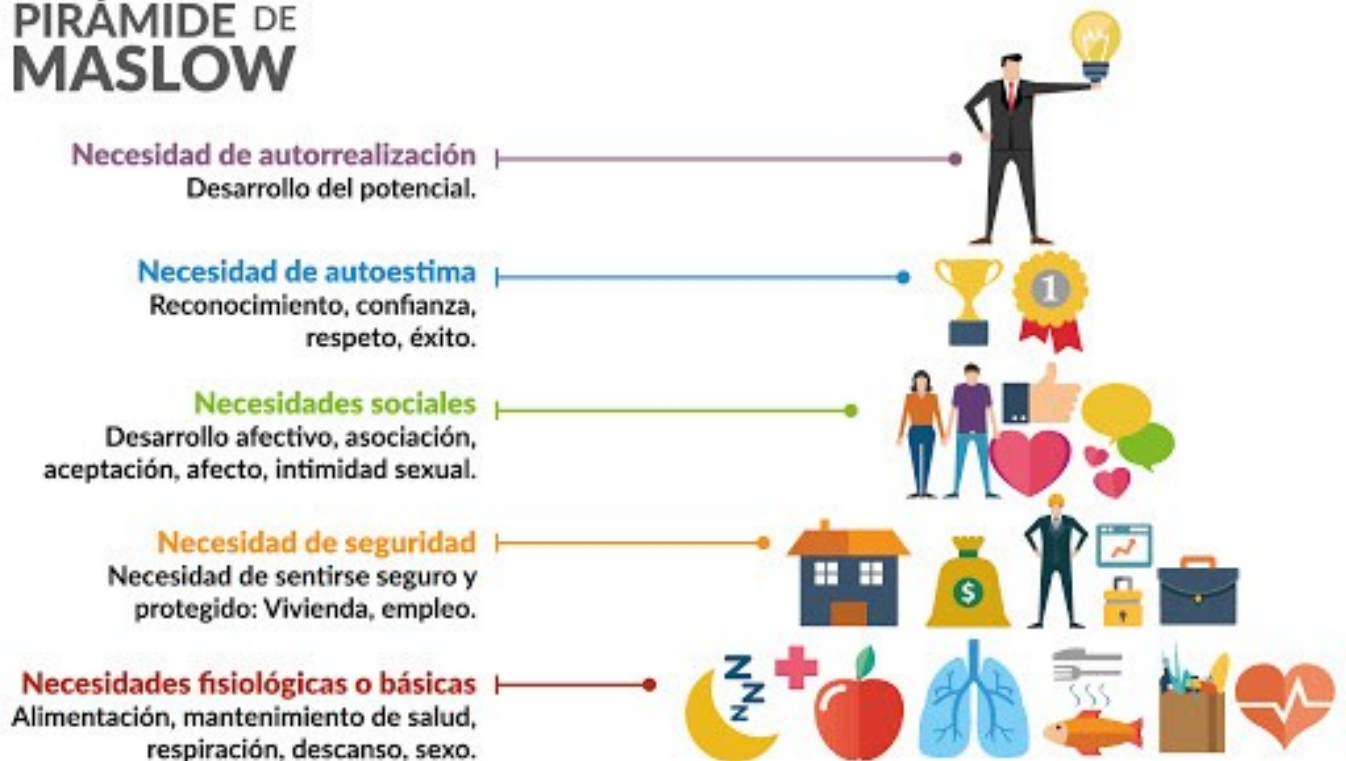 PIRÁMIDE DE
MASLOW
Necesidad de autorrealización
Desarrollo del potencial.
Necesidad de autoestima
Reconocimiento, confianza,
respeto, éxito.
1
Necesidades sociales
Desarrollo afectivo, asociación,
aceptación, afecto, intimidad sexual.
Necesidad de seguridad
Necesidad de sentirse seguro y
protegido: Vivienda, empleo.
$
Necesidades fisiológicas o básicas
Alimentación, mantenimiento de salud,
respiración, descanso, sexo.
Z
Z
Z